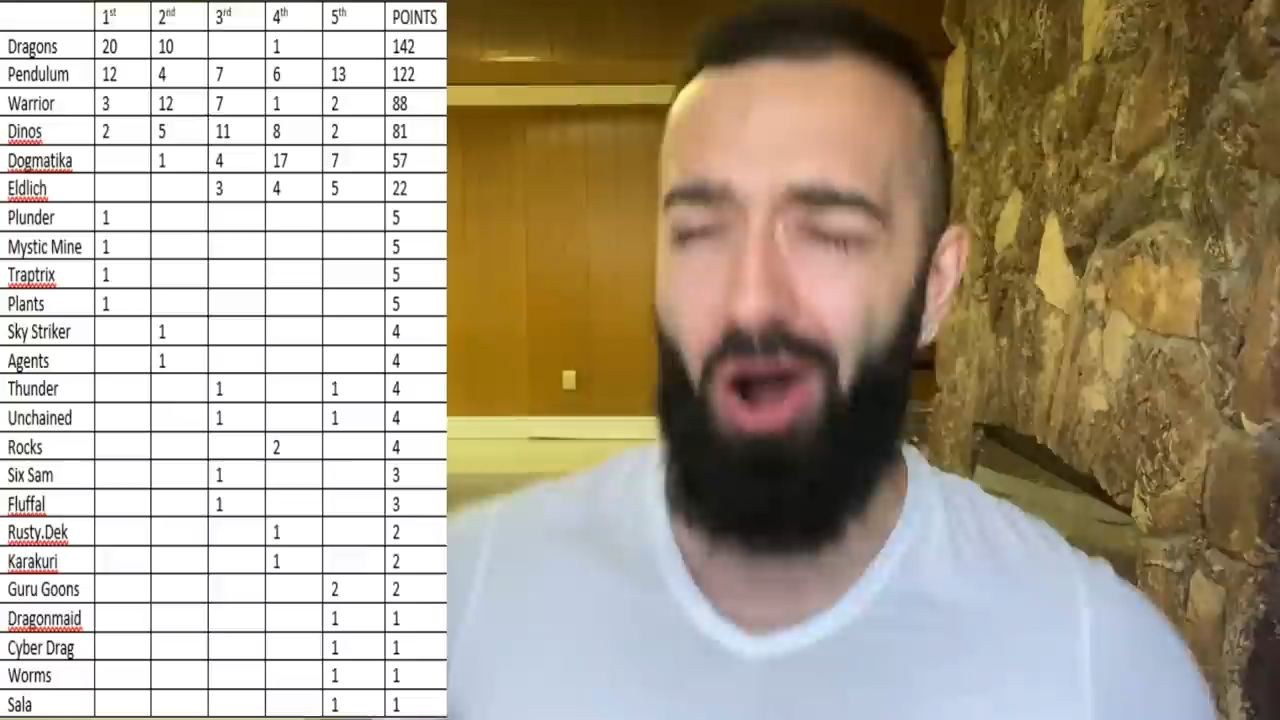 1st 2nd 3rd 4th 5th POINTS
Dragons 20 10 1 142
Pendulum 12 4 7 6 13 122
Warrior 3 12 7 1 2 88
Dinos 2 5 11 8 2 81
Dogmatika 1 4 17 7 57
Eldlich 3 4 5 22
Plunder 1 5
Mystic Mine 1 5
Traptrix 1 5
Plants 1 5
Sky Striker 1 4
Agents 1 4
Thunder 1 1 4
Unchained 1 1 4
Rocks 2 4
Six Sam 1 3
Fluffal 1 3
Rusty.Dek 1 2
Karakuri 1 2
Guru Goons 2 2
Dragonmaid 1 1
Cyber Drag 1 1
Worms 1 1
Sala 1 1